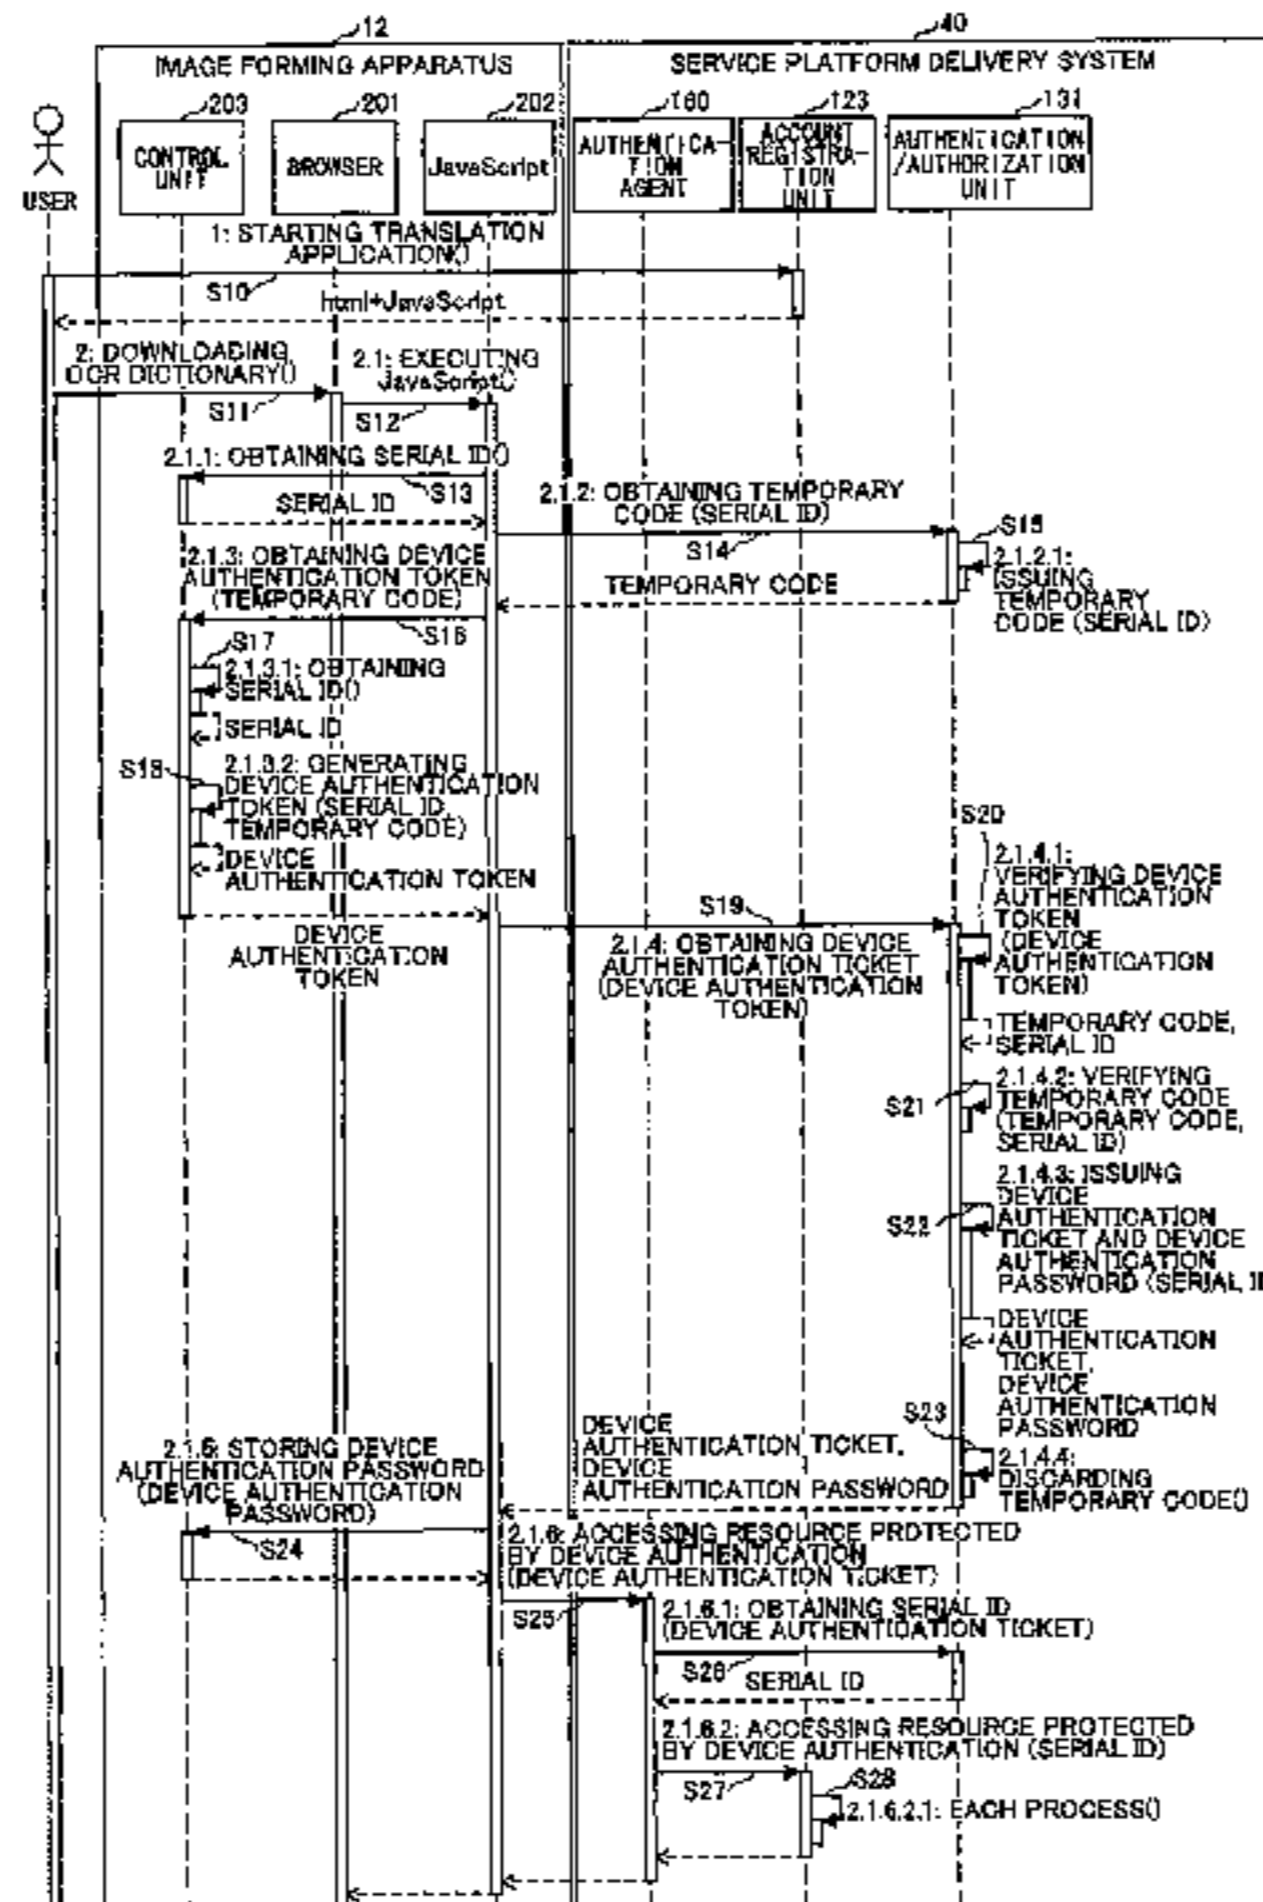 12
40
IMAGE FORMING APPARATUS
SERVICE PLATFORM DELIVERY SYSTEM
203
201
202
160
123
131
USER
CONTROL
UNIT
BROWSER
JavaScript
AUTHENTICA-
TION
AGENT
ACCOUNT
REGISTRA-
TION
UNIT
AUTHENTICATION
/AUTHORIZATION
UNIT
1: STARTING TRANSLATION
APPLICATION()
S10
html+JavaScript
2: DOWNLOADING
OCR DICTIONARY()
S11
2.1: EXECUTING
JavaScript()
S12
2.1.1: OBTAINING SERIAL ID()
S13
SERIAL ID
2.1.2: OBTAINING TEMPORARY
CODE (SERIAL ID)
S14
S15
2.1.2.1:
ISSUING
TEMPORARY
CODE (SERIAL ID)
TEMPORARY CODE
2.1.3: OBTAINING DEVICE
AUTHENTICATION TOKEN
(TEMPORARY CODE)
S16
S17
2.1.3.1: OBTAINING
SERIAL ID()
SERIAL ID
S18
2.1.3.2: GENERATING
DEVICE AUTHENTICATION
TOKEN (SERIAL ID,
TEMPORARY CODE)
DEVICE
AUTHENTICATION TOKEN
DEVICE
AUTHENTICATION
TOKEN
S19
2.1.4: OBTAINING DEVICE
AUTHENTICATION TICKET
(DEVICE AUTHENTICATION
TOKEN)
S20
2.1.4.1:
VERIFYING DEVICE
AUTHENTICATION
TOKEN
(DEVICE
AUTHENTICATION
TOKEN)
TEMPORARY CODE,
SERIAL ID
S21
2.1.4.2: VERIFYING
TEMPORARY CODE
(TEMPORARY CODE,
SERIAL ID)
S22
2.1.4.3: ISSUING
DEVICE
AUTHENTICATION
TICKET AND DEVICE
AUTHENTICATION
PASSWORD (SERIAL I
DEVICE
AUTHENTICATION
TICKET,
DEVICE
AUTHENTICATION
PASSWORD
S23
2.1.4.4:
DISCARDING
TEMPORARY CODE()
DEVICE
AUTHENTICATION TICKET,
DEVICE
AUTHENTICATION PASSWORD
2.1.5: STORING DEVICE
AUTHENTICATION PASSWORD
(DEVICE AUTHENTICATION
PASSWORD)
S24
2.1.6: ACCESSING RESOURCE PROTECTED
BY DEVICE AUTHENTICATION
(DEVICE AUTHENTICATION TICKET)
S25
2.1.6.1: OBTAINING SERIAL ID
(DEVICE AUTHENTICATION TICKET)
S26
SERIAL ID
2.1.6.2: ACCESSING RESOURCE PROTECTED
BY DEVICE AUTHENTICATION (SERIAL ID)
S27
S28
2.1.6.2.1: EACH PROCESS()